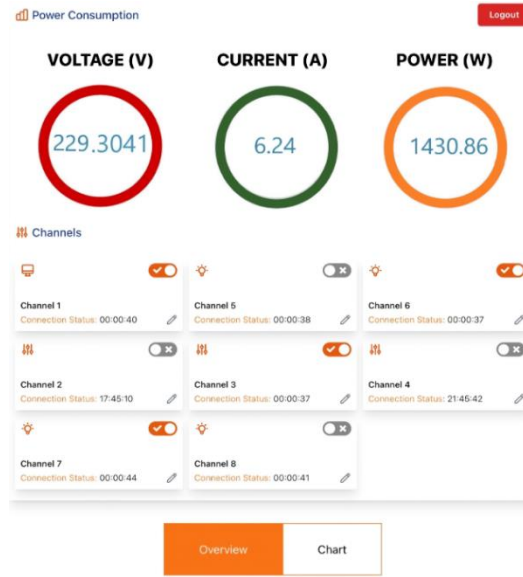 Power Consumption
Logout
VOLTAGE (V)
CURRENT (A)
POWER (W)
229.3041
6.24
1430.86
Channels
Channel 1
Connection Status: 00:00:40
Channel 5
Connection Status: 00:00:38
Channel 6
Connection Status: 00:00:37
Channel 2
Connection Status: 17:45:10
Channel 3
Connection Status: 00:00:37
Channel 4
Connection Status: 21:45:42
Channel 7
Connection Status: 00:00:44
Channel 8
Connection Status: 00:00:41
Overview
Chart